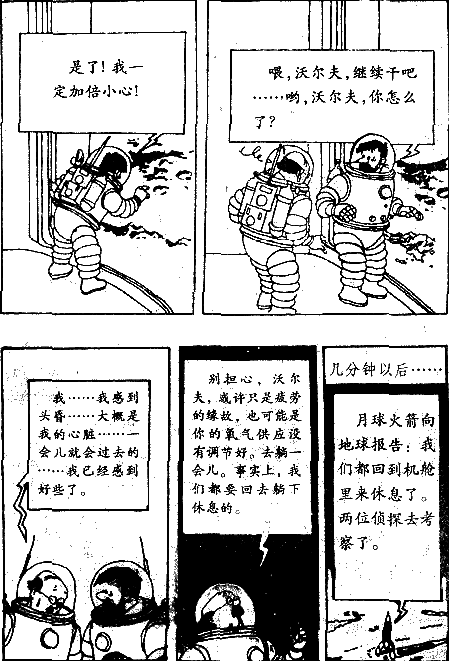 是了！我一
定加倍小心！
喂，沃尔夫，继续干吧
……哟，沃尔夫，你怎么
了？
我……我感到
头昏……大概是
我的心脏……一
会儿就会过去的
……我已经感到
好些了。
别担心，沃尔
夫，或许只是疲劳
的缘故，也可能是
你的氧气供应没
有调节好。去躺一
会儿。事实上，我
们都要回去躺下
休息的。
几分钟以后……
月球火箭向
地球报告：我
们都回到机舱
里来休息了。
两位侦探去考
察了。